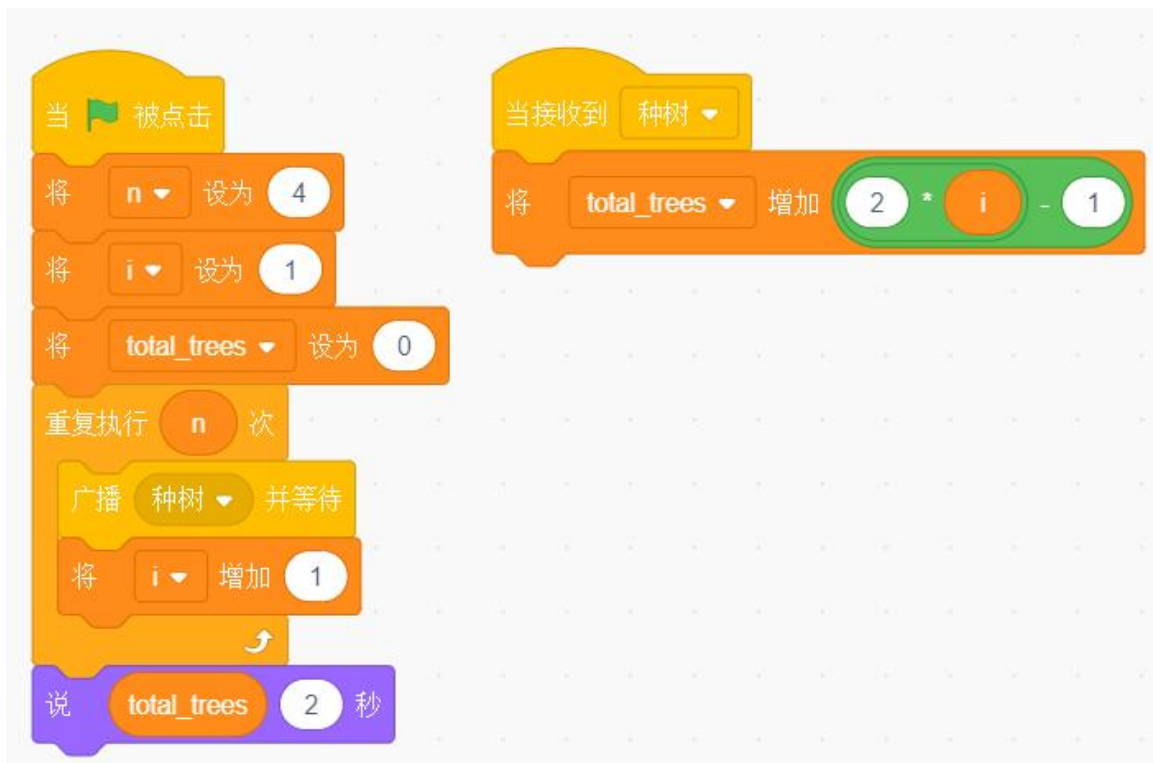 当 被点击
将 n 设为 4
将 i 设为 1
将 total_trees 设为 0
重复执行 n 次
广播 种树 并等待
将 i 增加 1
说 total_trees 2 秒
当接收到 种树
将 total_trees 增加 2 * i - 1